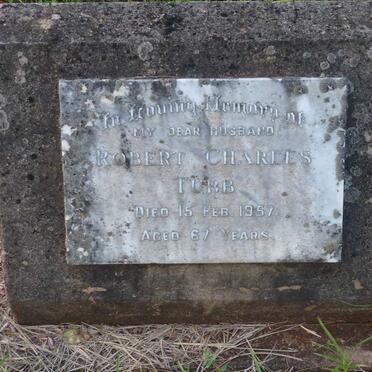 In Loving Memory of
MY DEAR HUSBAND
ROBERT CHARLES
TUBB
DIED 15 FEB. 1957.
AGED 67 YEARS.